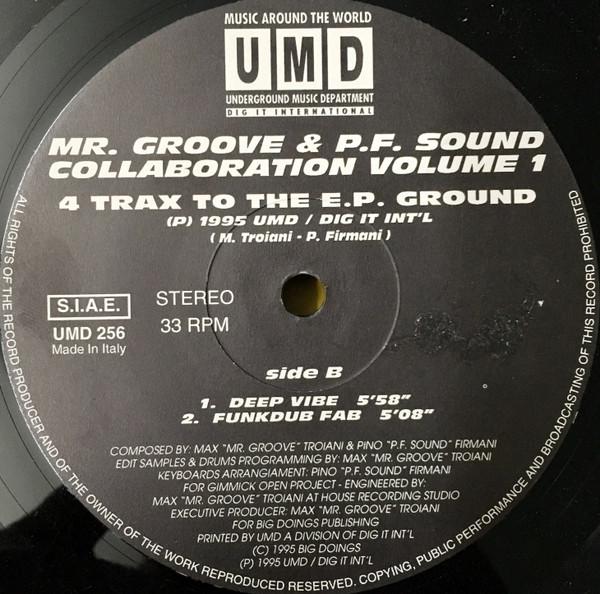 MUSIC AROUND THE WORLD
UMD
UNDERGROUND MUSIC DEPARTMENT
DIG IT INTERNATIONAL
MR. GROOVE & P.F. SOUND
COLLABORATION VOLUME 1
4 TRAX TO THE E.P. GROUND
(P) 1995 UMD / DIG IT INT'L
( M. Troiani - P. Firmani )
S.I.A.E.
UMD 256
Made In Italy
STEREO
33 RPM
side B
1. DEEP VIBE 5'58"
2. FUNKDUB FAB 5'08"
COMPOSED BY: MAX "MR. GROOVE" TROIANI & PINO "P.F. SOUND" FIRMANI
EDIT SAMPLES & DRUMS PROGRAMMING BY: MAX "MR. GROOVE" TROIANI
KEYBOARDS ARRANGIAMENT: PINO "P.F. SOUND" FIRMANI
FOR GIMMICK OPEN PROJECT - ENGINEERED BY:
MAX "MR. GROOVE" TROIANI AT HOUSE RECORDING STUDIO
EXECUTIVE PRODUCER: MAX "MR. GROOVE" TROIANI
FOR BIG DOINGS PUBLISHING
PRINTED BY UMD A DIVISION OF DIG IT INT'L
(C) 1995 BIG DOINGS
(P) 1995 UMD / DIG IT INT'L
ALL RIGHTS OF THE RECORD PRODUCER AND OF THE OWNER OF THE WORK REPRODUCED RESERVED. COPYING, PUBLIC PERFORMANCE AND BROADCASTING OF THIS RECORD PROHIBITED